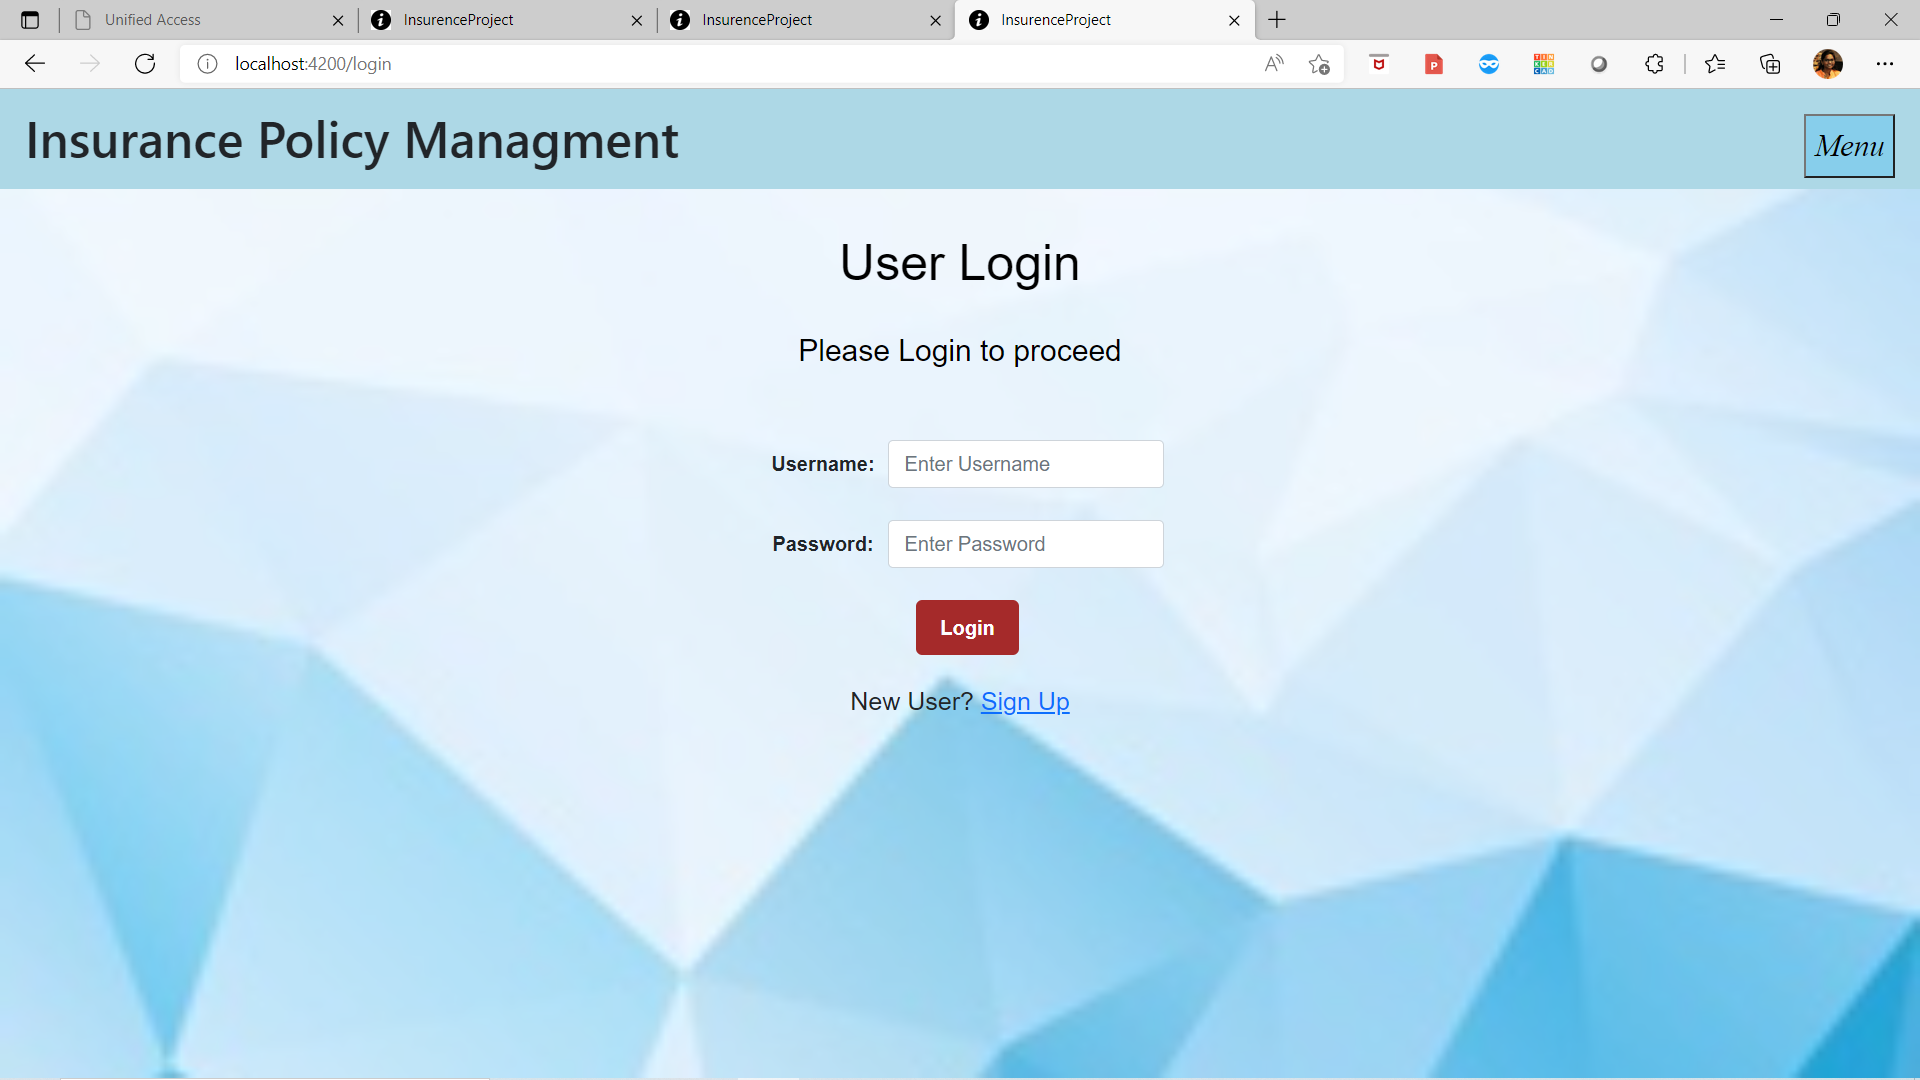 Unified Access
InsurenceProject
InsurenceProject
InsurenceProject
localhost:4200/login
Insurance Policy Managment
Menu
User Login
Please Login to proceed
Username: Enter Username
Password: Enter Password
Login
New User? Sign Up